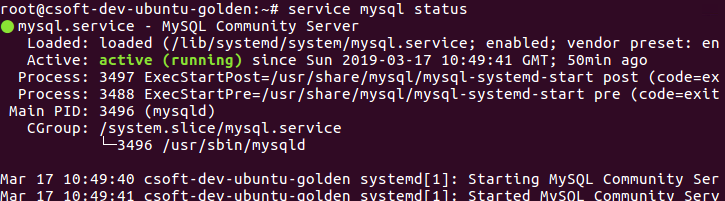 root@csoft-dev-ubuntu-golden:~# service mysql status
● mysql.service - MySQL Community Server
   Loaded: loaded (/lib/systemd/system/mysql.service; enabled; vendor preset: en
   Active: active (running) since Sun 2019-03-17 10:49:41 GMT; 50min ago
  Process: 3497 ExecStartPost=/usr/share/mysql/mysql-systemd-start post (code=ex
  Process: 3488 ExecStartPre=/usr/share/mysql/mysql-systemd-start pre (code=exit
 Main PID: 3496 (mysqld)
   CGroup: /system.slice/mysql.service
           └─3496 /usr/sbin/mysqld
Mar 17 10:49:40 csoft-dev-ubuntu-golden systemd[1]: Starting MySQL Community Ser
Mar 17 10:49:41 csoft-dev-ubuntu-golden systemd[1]: Started MySQL Community Serv